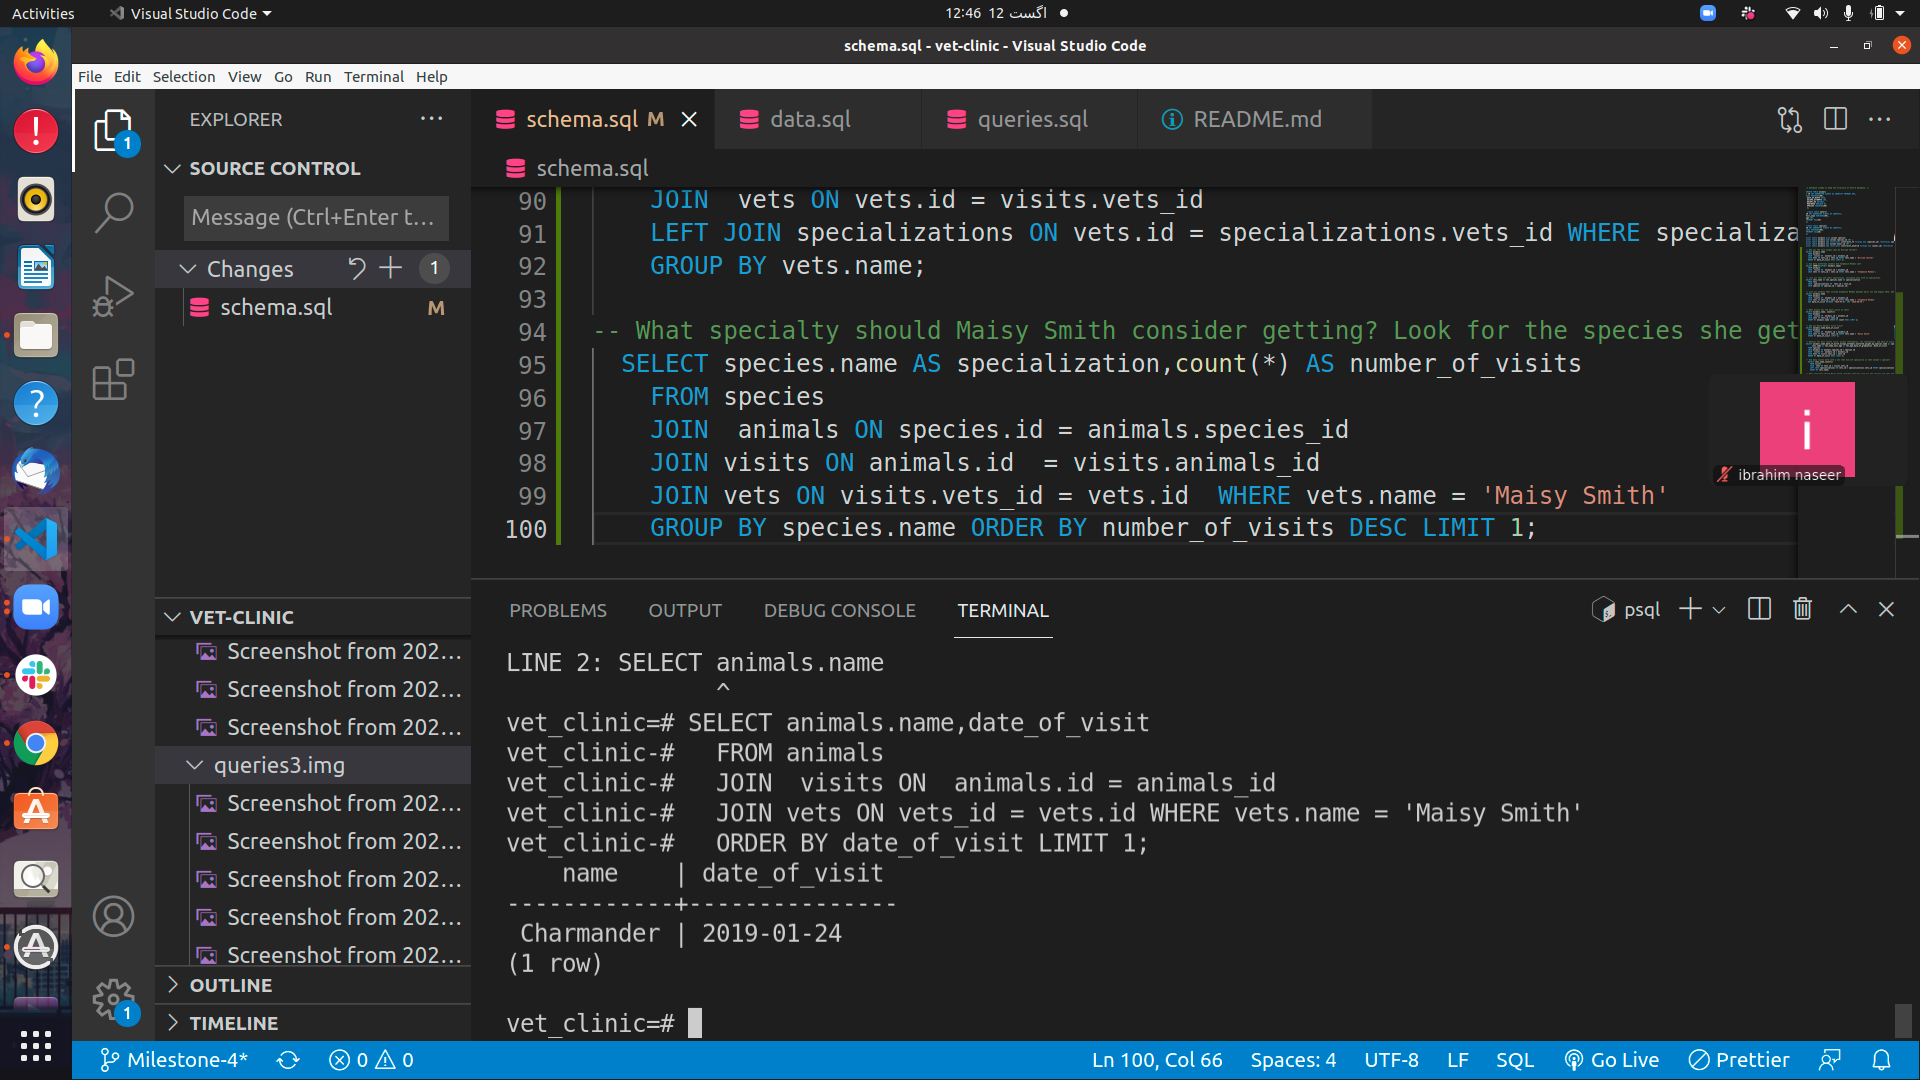 Activities
Visual Studio Code
12:46 12 اگست
schema.sql - vet-clinic - Visual Studio Code
File Edit Selection View Go Run Terminal Help
EXPLORER
SOURCE CONTROL
Message (Ctrl+Enter t...
Changes 1
schema.sql M
VET-CLINIC
Screenshot from 202...
Screenshot from 202...
Screenshot from 202...
queries3.img
Screenshot from 202...
Screenshot from 202...
Screenshot from 202...
Screenshot from 202...
Screenshot from 202...
OUTLINE
TIMELINE
1
1
schema.sql M data.sql queries.sql README.md
schema.sql
90 JOIN  vets ON vets.id = visits.vets_id
91 LEFT JOIN specializations ON vets.id = specializations.vets_id WHERE specializa
92 GROUP BY vets.name;
93
94 -- What specialty should Maisy Smith consider getting? Look for the species she get
95 SELECT species.name AS specialization,count(*) AS number_of_visits
96 FROM species
97 JOIN  animals ON species.id = animals.species_id
98 JOIN visits ON animals.id  = visits.animals_id
99 JOIN vets ON visits.vets_id = vets.id  WHERE vets.name = 'Maisy Smith'
100 GROUP BY species.name ORDER BY number_of_visits DESC LIMIT 1;
i
ibrahim naseer
PROBLEMS OUTPUT DEBUG CONSOLE TERMINAL
psql
LINE 2: SELECT animals.name
^
vet_clinic=# SELECT animals.name,date_of_visit
vet_clinic-#   FROM animals
vet_clinic-#   JOIN  visits ON  animals.id = animals_id
vet_clinic-#   JOIN vets ON vets_id = vets.id WHERE vets.name = 'Maisy Smith'
vet_clinic-#   ORDER BY date_of_visit LIMIT 1;
name    | date_of_visit
------------+---------------
Charmander | 2019-01-24
(1 row)
vet_clinic=#
Milestone-4* 0 0
Ln 100, Col 66 Spaces: 4 UTF-8 LF SQL Go Live Prettier